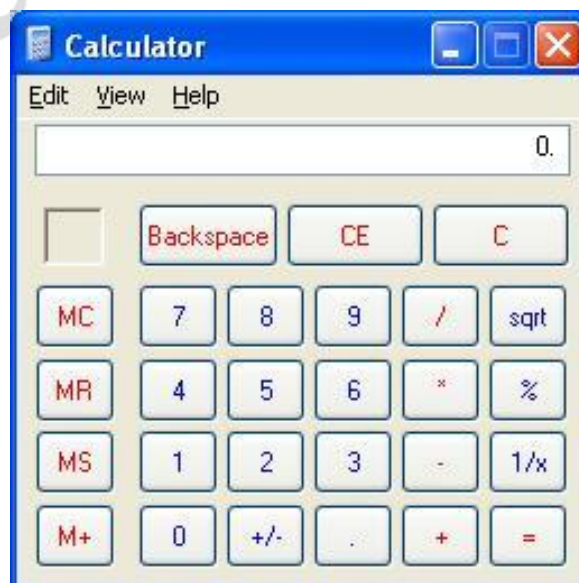 Calculator
Edit View Help
0.
Backspace CE C
MC 7 8 9 / sqrt
MR 4 5 6 * %
MS 1 2 3 - 1/x
M+ 0 +/- . + =